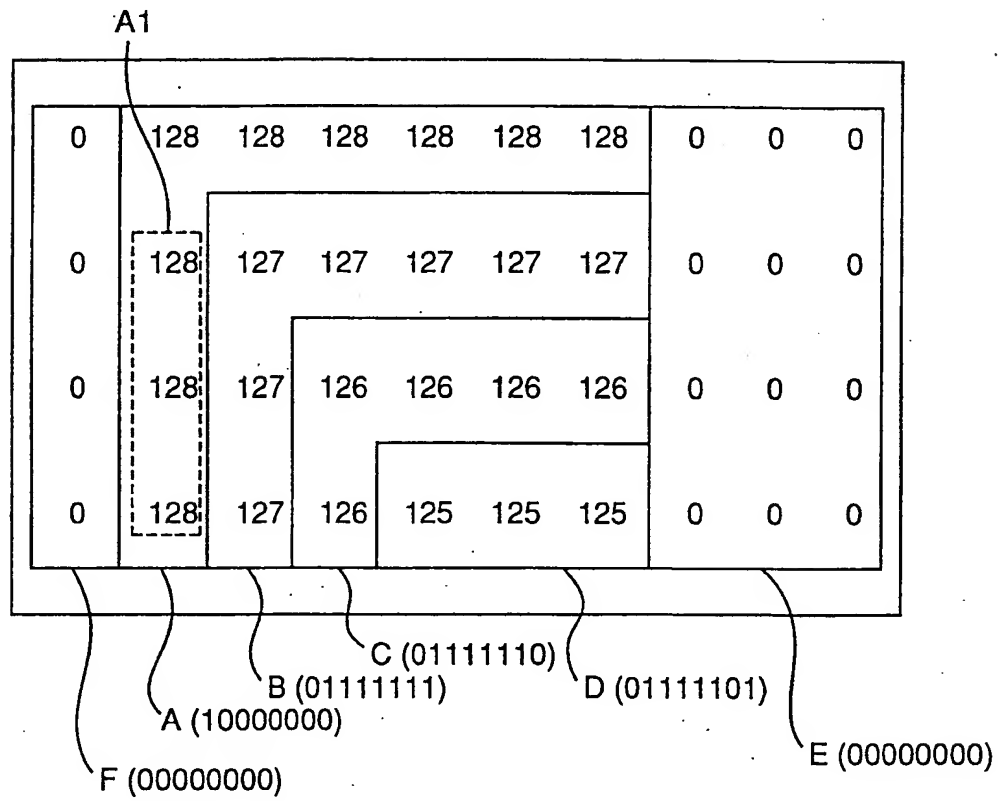 A1
0 128 128 128 128 128 128 0 0 0
0 128 127 127 127 127 127 0 0 0
0 128 127 126 126 126 126 0 0 0
0 128 127 126 125 125 125 0 0 0
C (01111110)
B (01111111) D (01111101)
A (10000000)
E (00000000)
F (00000000)